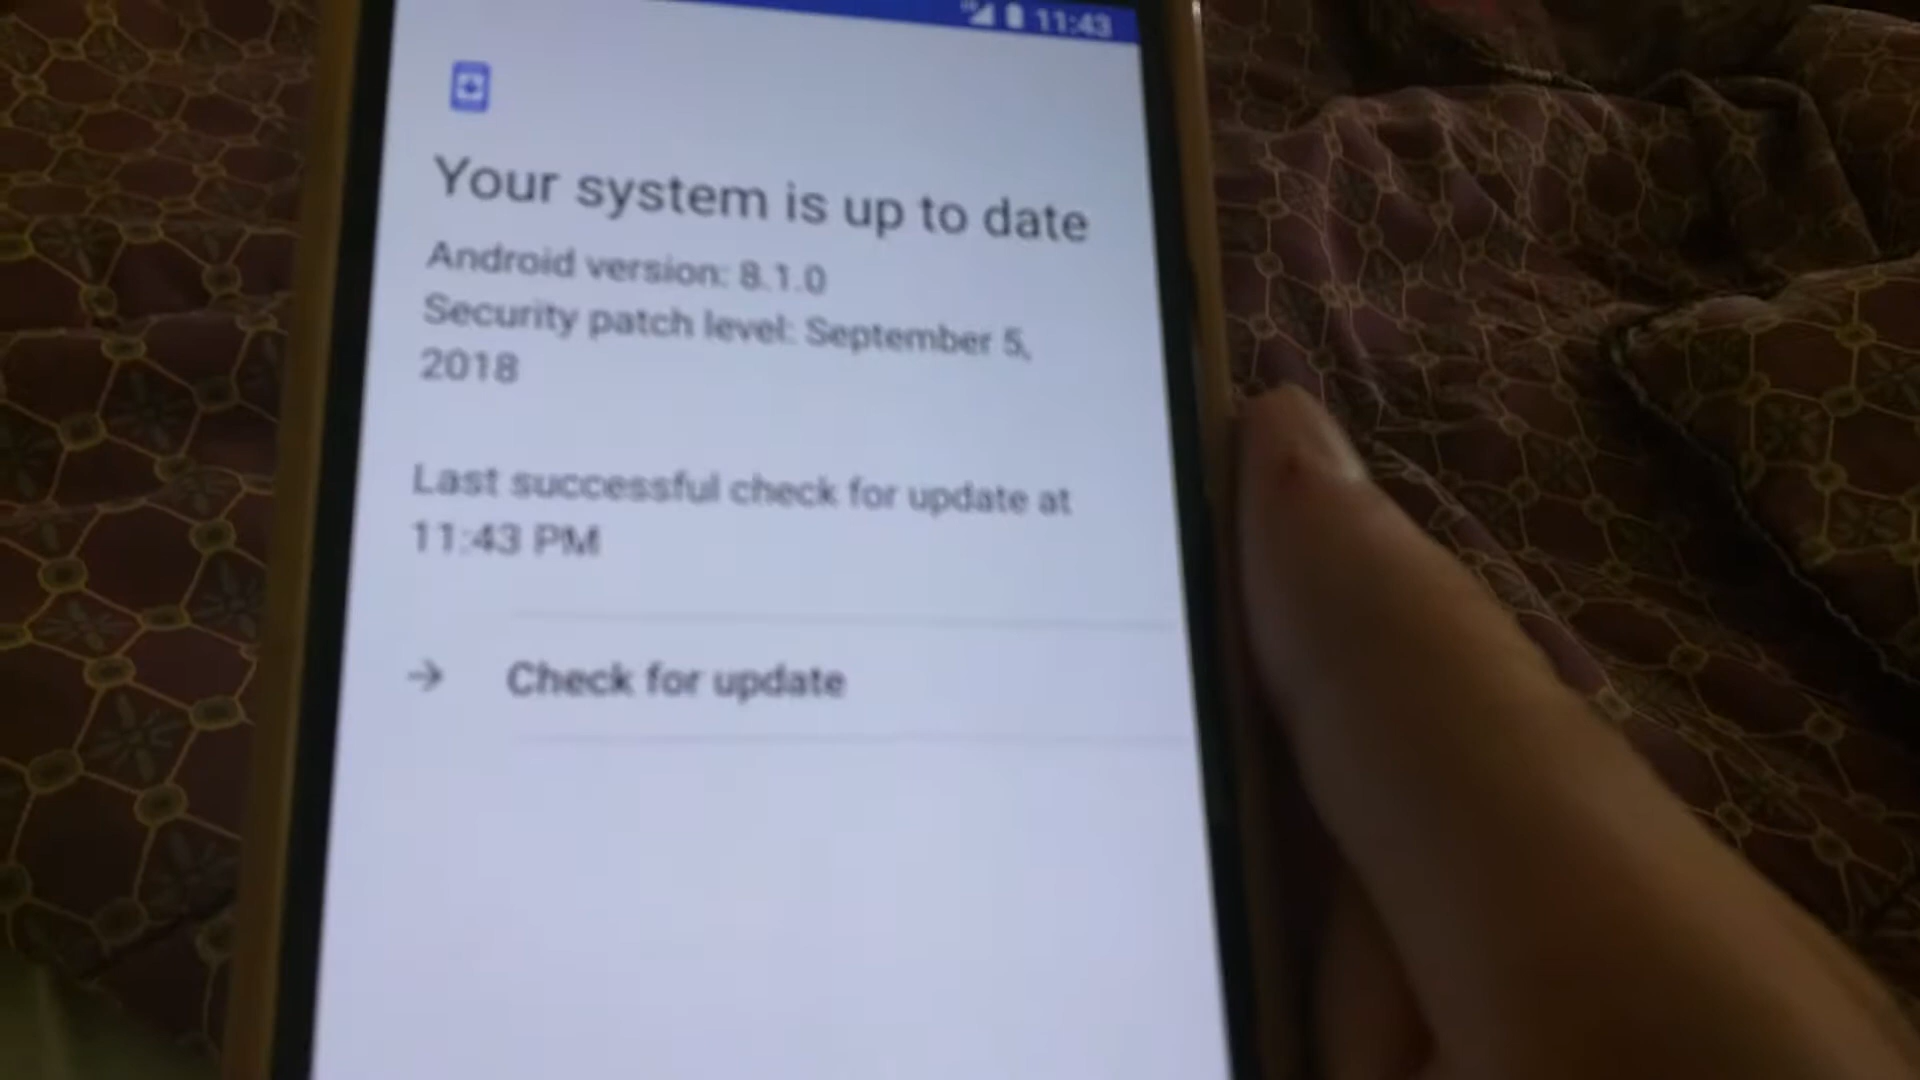 11:43
Your system is up to date
Android version: 8.1.0
Security patch level: September 5,
2018
Last successful check for update at
11:43 PM
Check for update